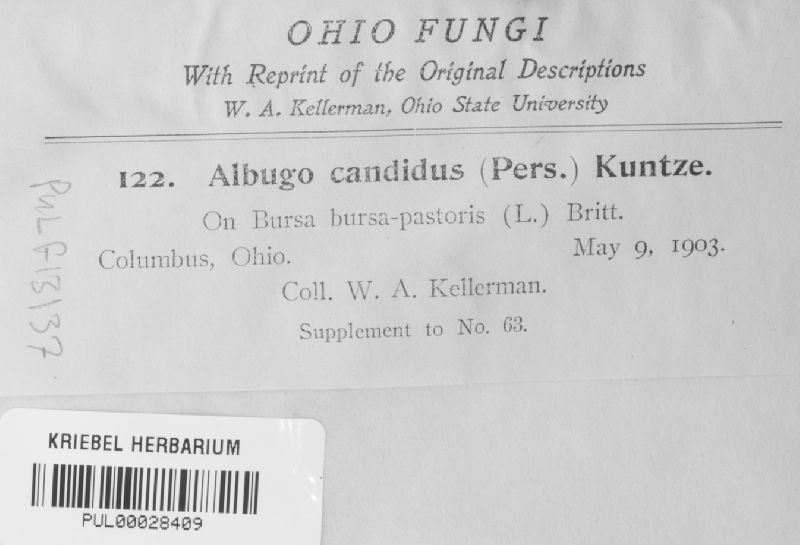 OHIO FUNGI
With Reprint of the Original Descriptions
W. A. Kellerman, Ohio State University
122. Albugo candidus (Pers.) Kuntze.
On Bursa bursa-pastoris (L.) Britt.
Columbus, Ohio. May 9, 1903.
Coll. W. A. Kellerman.
Supplement to No. 63.
PUL F13137
KRIEBEL HERBARIUM
PUL00028409